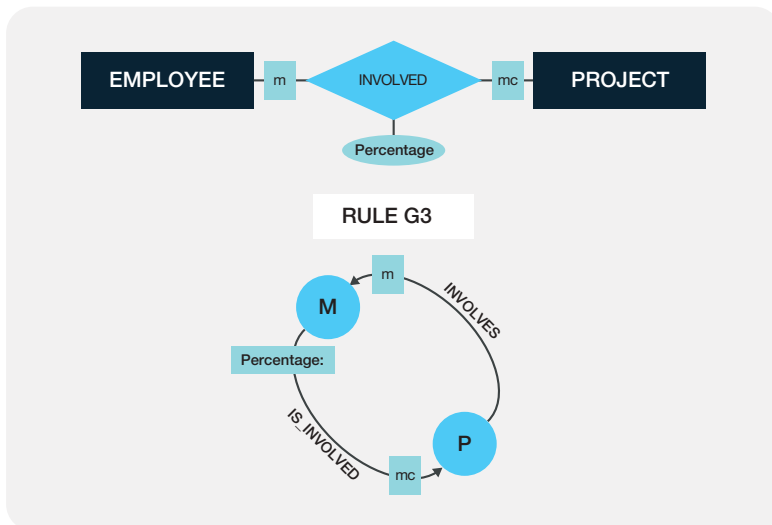 EMPLOYEE m INVOLVED mc PROJECT
Percentage
RULE G3
m
M
INVOLVES
Percentage:
IS_INVOLVED
P
mc